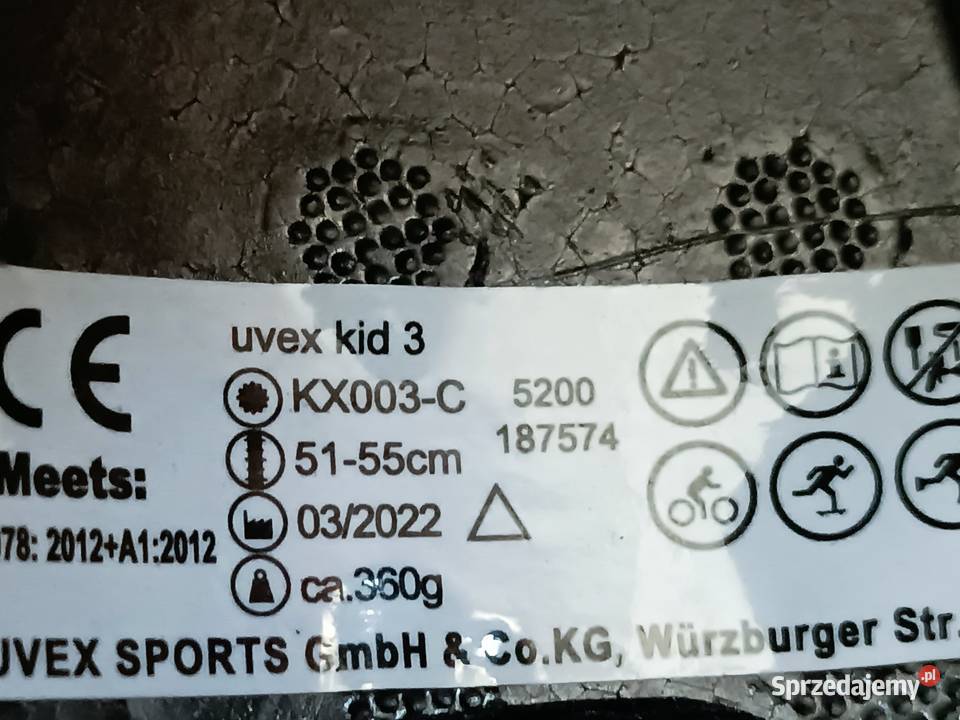 CE
uvex kid 3
KX003-C 5200
187574
51-55cm
Meets:
03/2022
78: 2012+A1:2012
ca.360g
UVEX SPORTS GmbH & Co.KG, Würzburger Str.
Sprzedajemy.pl